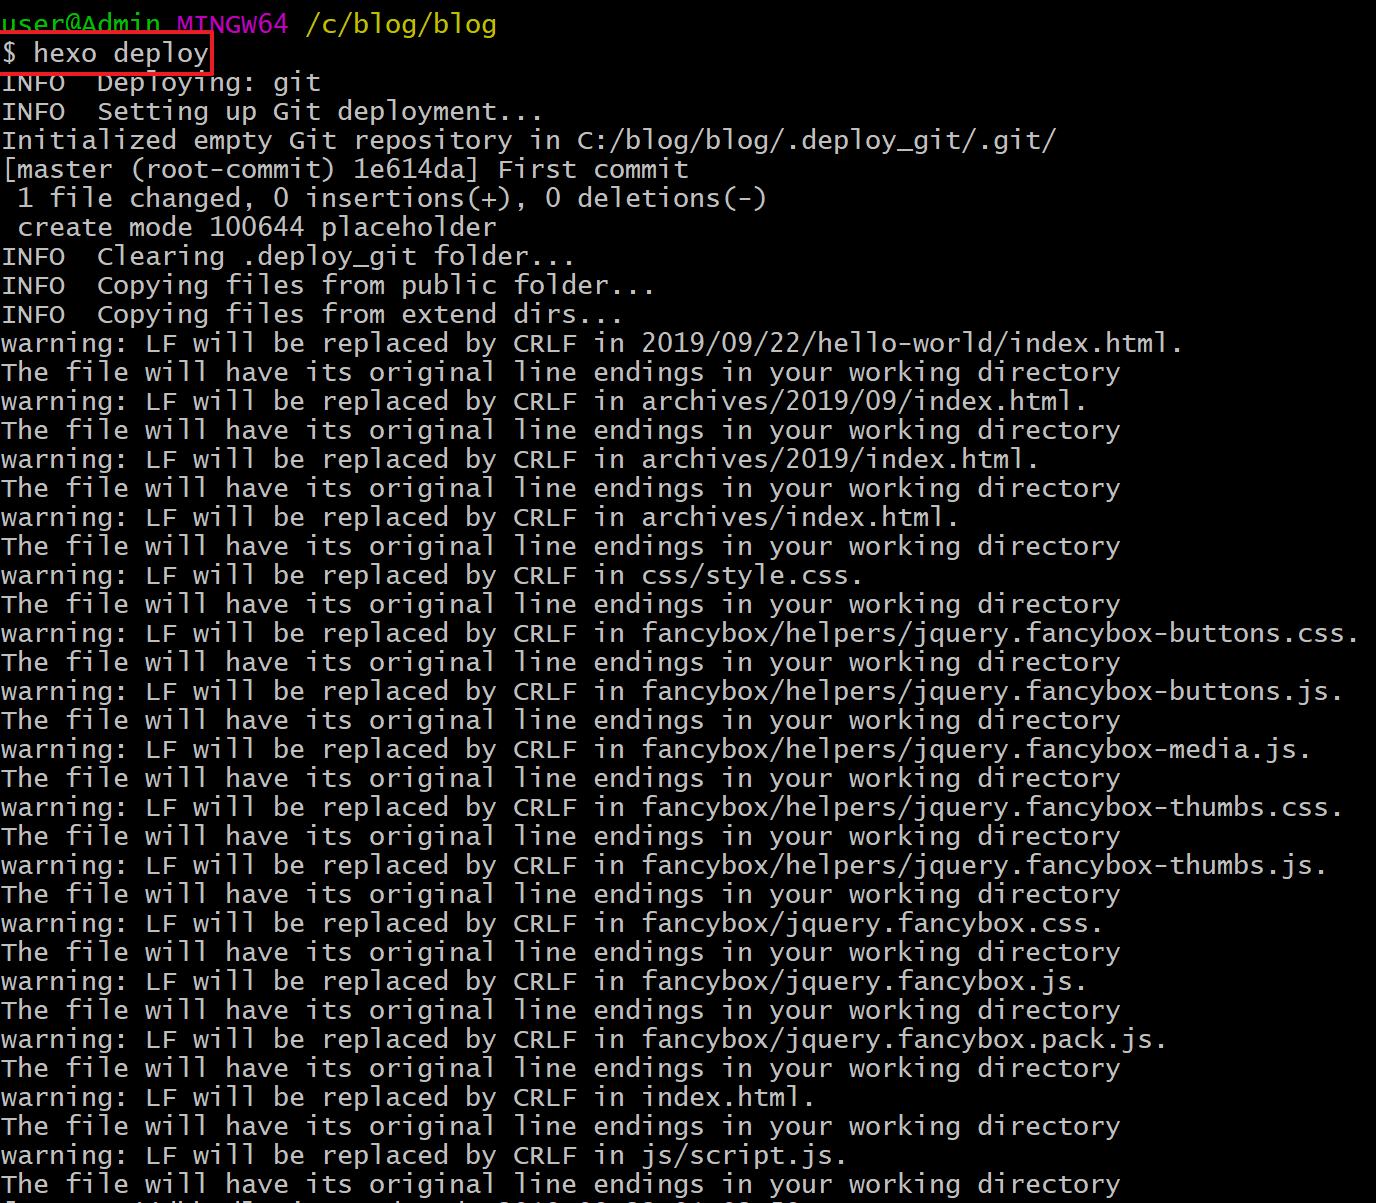 user@Admin MINGW64 /c/blog/blog
$ hexo deploy
INFO  Deploying: git
INFO  Setting up Git deployment...
Initialized empty Git repository in C:/blog/blog/.deploy_git/.git/
[master (root-commit) 1e614da] First commit
 1 file changed, 0 insertions(+), 0 deletions(-)
 create mode 100644 placeholder
INFO  Clearing .deploy_git folder...
INFO  Copying files from public folder...
INFO  Copying files from extend dirs...
warning: LF will be replaced by CRLF in 2019/09/22/hello-world/index.html.
The file will have its original line endings in your working directory
warning: LF will be replaced by CRLF in archives/2019/09/index.html.
The file will have its original line endings in your working directory
warning: LF will be replaced by CRLF in archives/2019/index.html.
The file will have its original line endings in your working directory
warning: LF will be replaced by CRLF in archives/index.html.
The file will have its original line endings in your working directory
warning: LF will be replaced by CRLF in css/style.css.
The file will have its original line endings in your working directory
warning: LF will be replaced by CRLF in fancybox/helpers/jquery.fancybox-buttons.css.
The file will have its original line endings in your working directory
warning: LF will be replaced by CRLF in fancybox/helpers/jquery.fancybox-buttons.js.
The file will have its original line endings in your working directory
warning: LF will be replaced by CRLF in fancybox/helpers/jquery.fancybox-media.js.
The file will have its original line endings in your working directory
warning: LF will be replaced by CRLF in fancybox/helpers/jquery.fancybox-thumbs.css.
The file will have its original line endings in your working directory
warning: LF will be replaced by CRLF in fancybox/helpers/jquery.fancybox-thumbs.js.
The file will have its original line endings in your working directory
warning: LF will be replaced by CRLF in fancybox/jquery.fancybox.css.
The file will have its original line endings in your working directory
warning: LF will be replaced by CRLF in fancybox/jquery.fancybox.js.
The file will have its original line endings in your working directory
warning: LF will be replaced by CRLF in fancybox/jquery.fancybox.pack.js.
The file will have its original line endings in your working directory
warning: LF will be replaced by CRLF in index.html.
The file will have its original line endings in your working directory
warning: LF will be replaced by CRLF in js/script.js.
The file will have its original line endings in your working directory